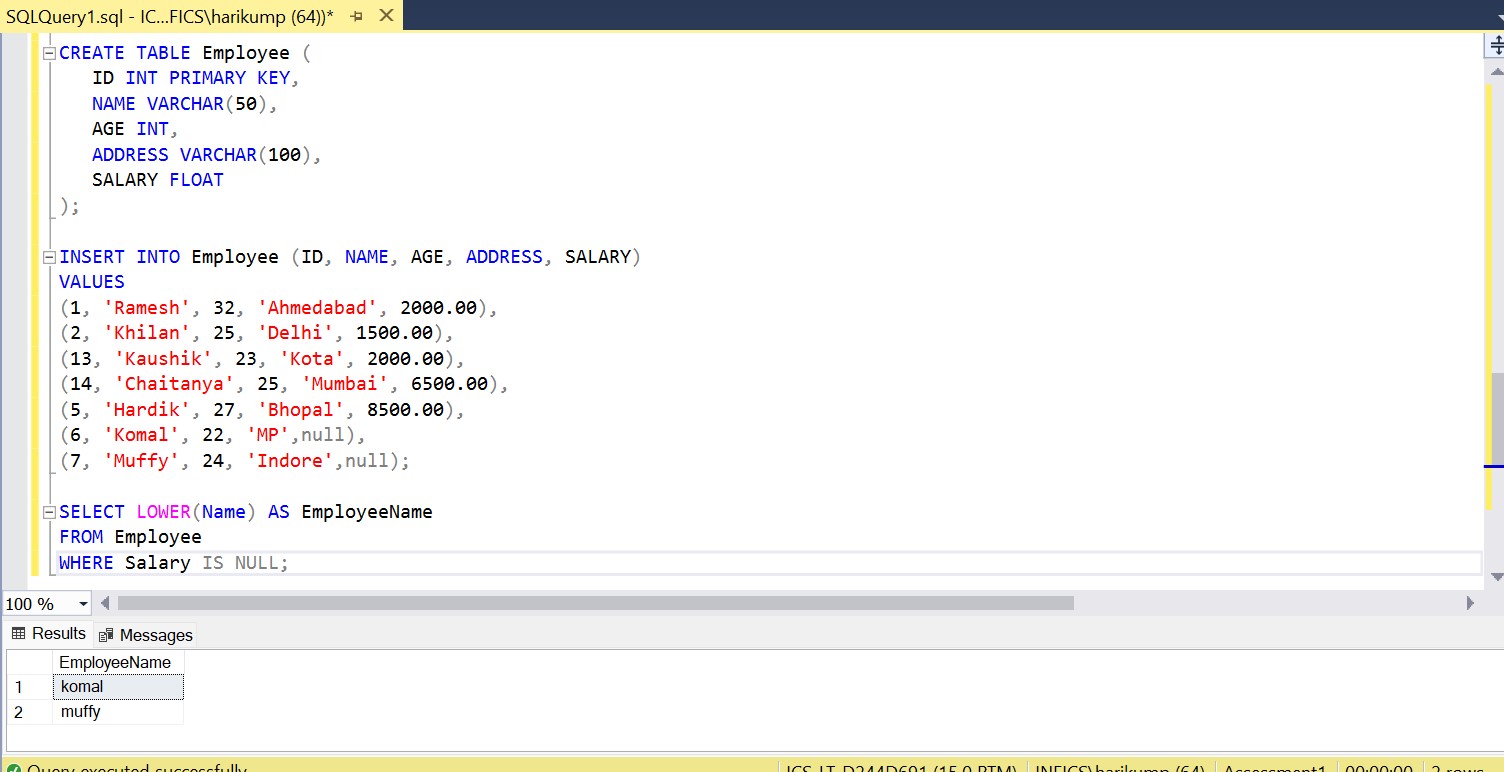 SQLQuery1.sql - IC...FICS\harikump (64))*
CREATE TABLE Employee (
ID INT PRIMARY KEY,
NAME VARCHAR(50),
AGE INT,
ADDRESS VARCHAR(100),
SALARY FLOAT
);
INSERT INTO Employee (ID, NAME, AGE, ADDRESS, SALARY)
VALUES
(1, 'Ramesh', 32, 'Ahmedabad', 2000.00),
(2, 'Khilan', 25, 'Delhi', 1500.00),
(13, 'Kaushik', 23, 'Kota', 2000.00),
(14, 'Chaitanya', 25, 'Mumbai', 6500.00),
(5, 'Hardik', 27, 'Bhopal', 8500.00),
(6, 'Komal', 22, 'MP',null),
(7, 'Muffy', 24, 'Indore',null);
SELECT LOWER(Name) AS EmployeeName
FROM Employee
WHERE Salary IS NULL;
100 %
Results Messages
EmployeeName
1 komal
2 muffy
Query executed successfully. (15.0 RTM) INFICS\harikump (64) Assessment1 00:00:00 2 rows